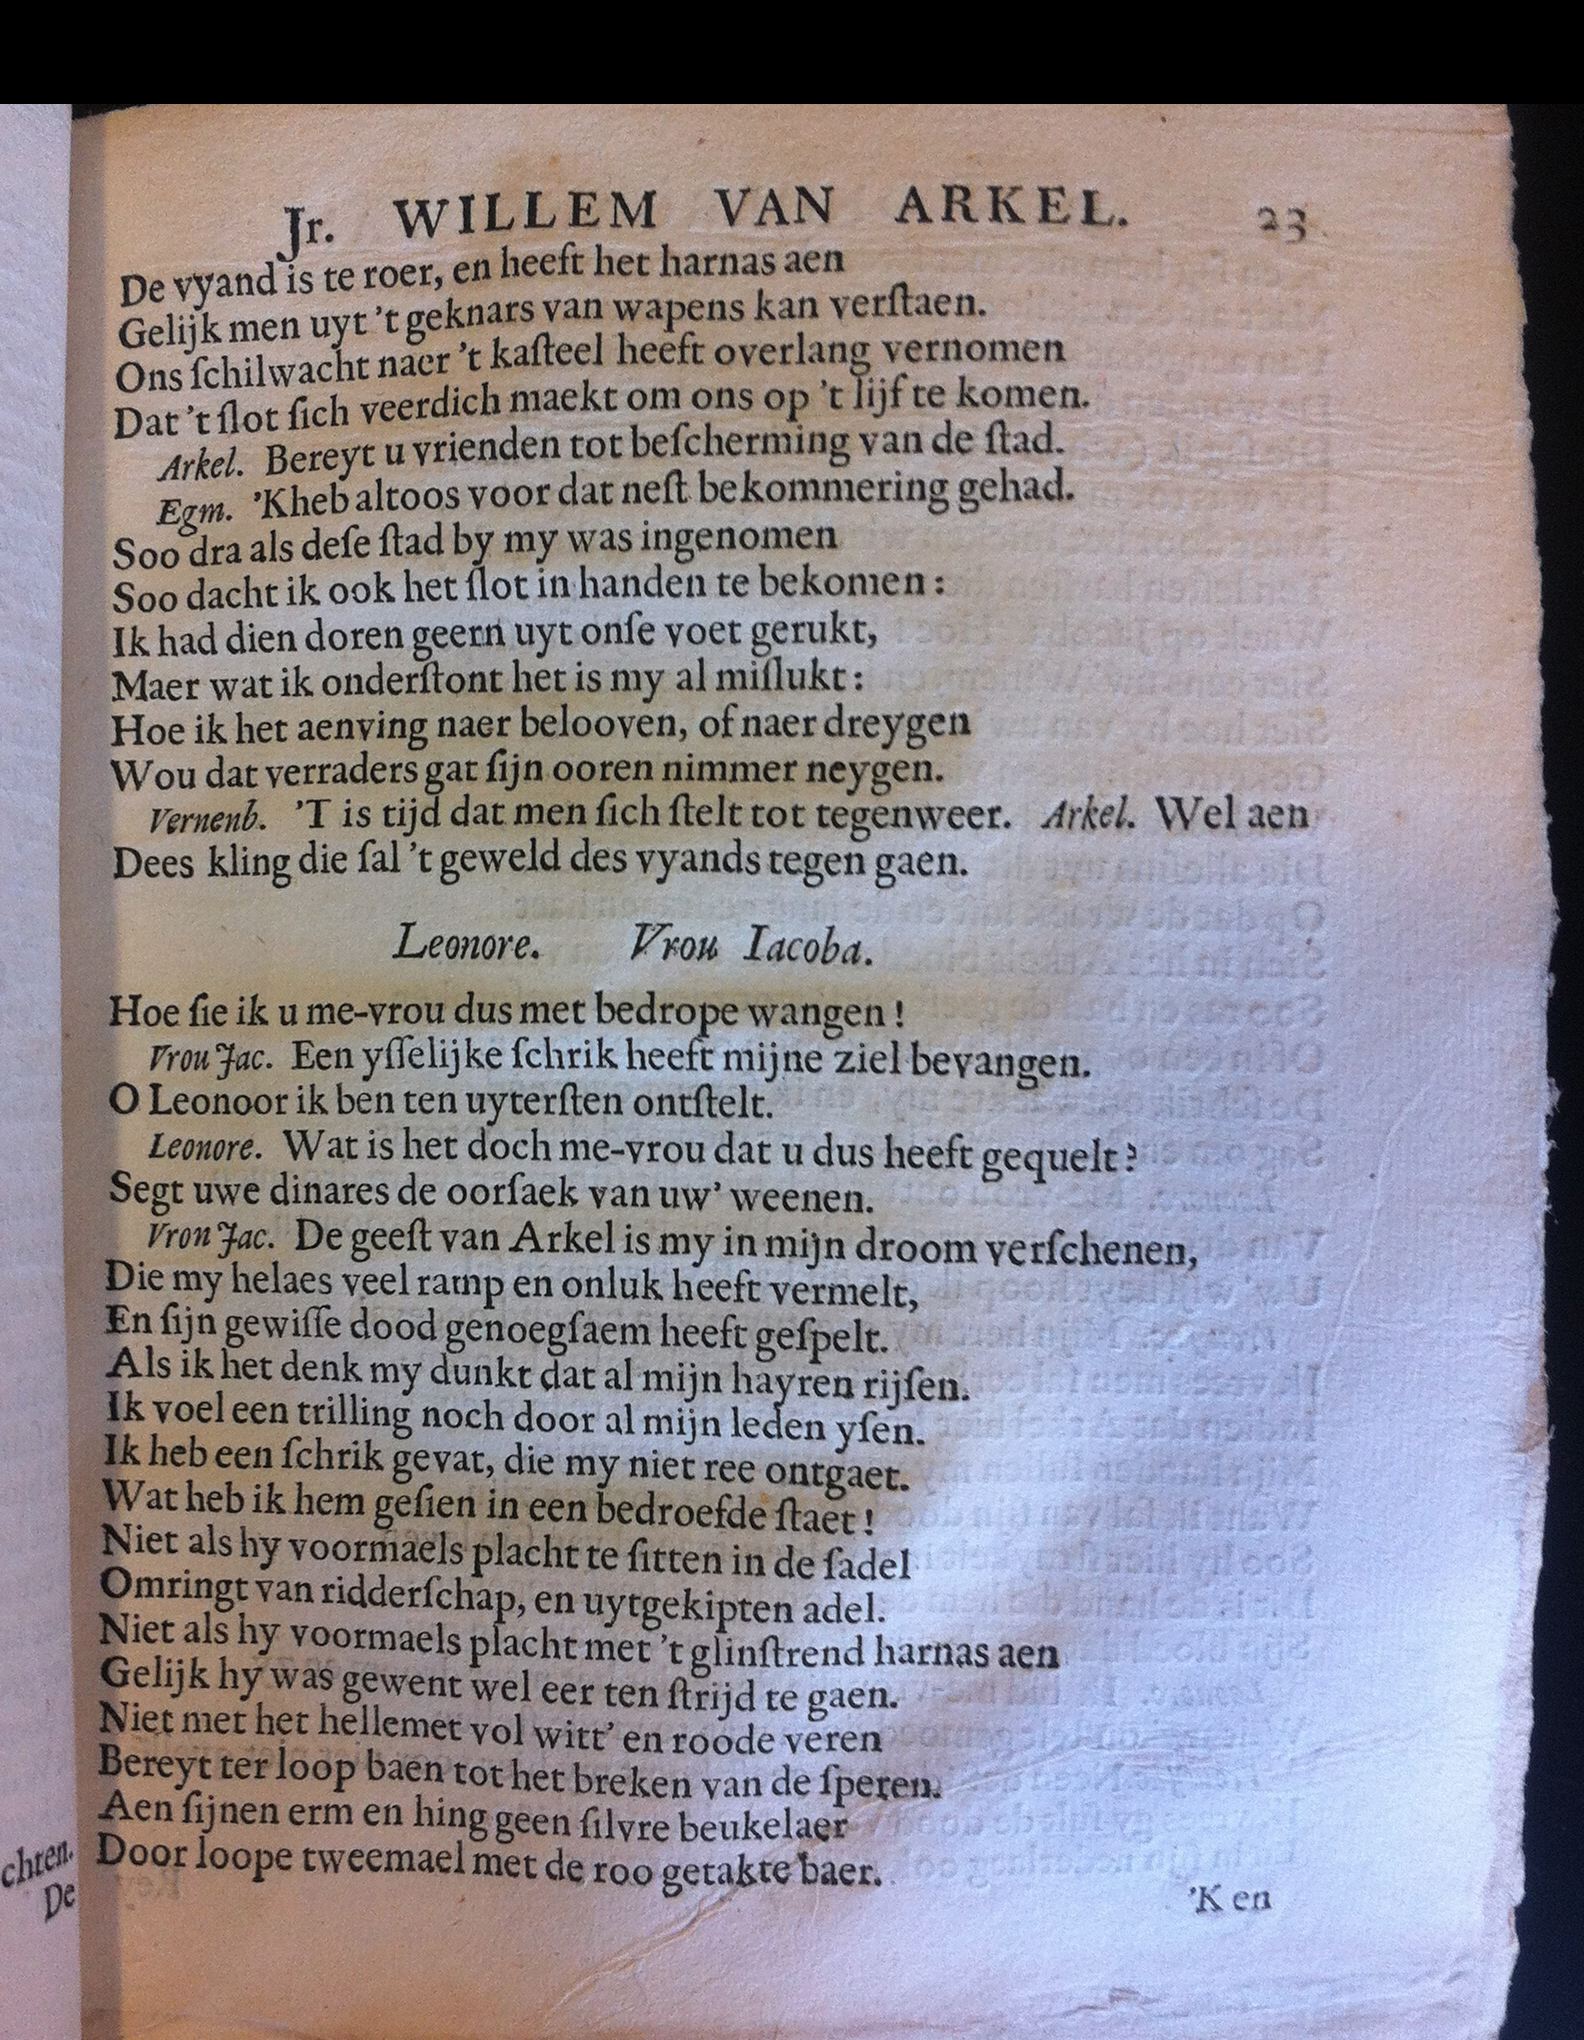 Jr. WILLEM VAN ARKEL. 23
De vyand is te roer, en heeft het harnas aen
Gelijk men uyt 't geknars van wapens kan verſtaen.
Ons ſchilwacht naer 't kaſteel heeft overlang vernomen
Dat 't ſlot ſich veerdich maekt om ons op 't lijf te komen.
Arkel. Bereyt u vrienden tot beſcherming van de ſtad.
Egm. 'Kheb altoos voor dat neſt bekommering gehad.
Soo dra als deſe ſtad by my was ingenomen
Soo dacht ik ook het ſlot in handen te bekomen:
Ik had dien doren geern uyt onſe voet gerukt,
Maer wat ik onderſtont het is my al miſlukt:
Hoe ik het aenving naer belooven, of naer dreygen
Wou dat verraders gat ſijn ooren nimmer neygen.
Vernenb. 'T is tijd dat men ſich ſtelt tot tegenweer. Arkel. Wel aen
Dees kling die ſal 't geweld des vyands tegen gaen.
Leonore. Vrou Iacoba.
Hoe ſie ik u me-vrou dus met bedrope wangen!
Vrou Jac. Een yſſelijke ſchrik heeft mijne ziel bevangen.
O Leonoor ik ben ten uyterſten ontſtelt.
Leonore. Wat is het doch me-vrou dat u dus heeft gequelt?
Segt uwe dinares de oorſaek van uw' weenen.
Vron Jac. De geeſt van Arkel is my in mijn droom verſchenen,
Die my helaes veel ramp en onluk heeft vermelt,
En ſijn gewiſſe dood genoegſaem heeft geſpelt.
Als ik het denk my dunkt dat al mijn hayren rijſen.
Ik voel een trilling noch door al mijn leden yſen.
Ik heb een ſchrik gevat, die my niet ree ontgaet.
Wat heb ik hem geſien in een bedroefde ſtaet!
Niet als hy voormaels placht te ſitten in de ſadel
Omringt van ridderſchap, en uytgekipten adel.
Niet als hy voormaels placht met 't glinſtrend harnas aen
Gelijk hy was gewent wel eer ten ſtrijd te gaen.
Niet met het hellemet vol witt' en roode veren
Bereyt ter loop baen tot het breken van de ſperen.
Aen ſijnen erm en hing geen ſilvre beukelaer
Door loope tweemael met de roo getakte baer.
'K en
chten.
De